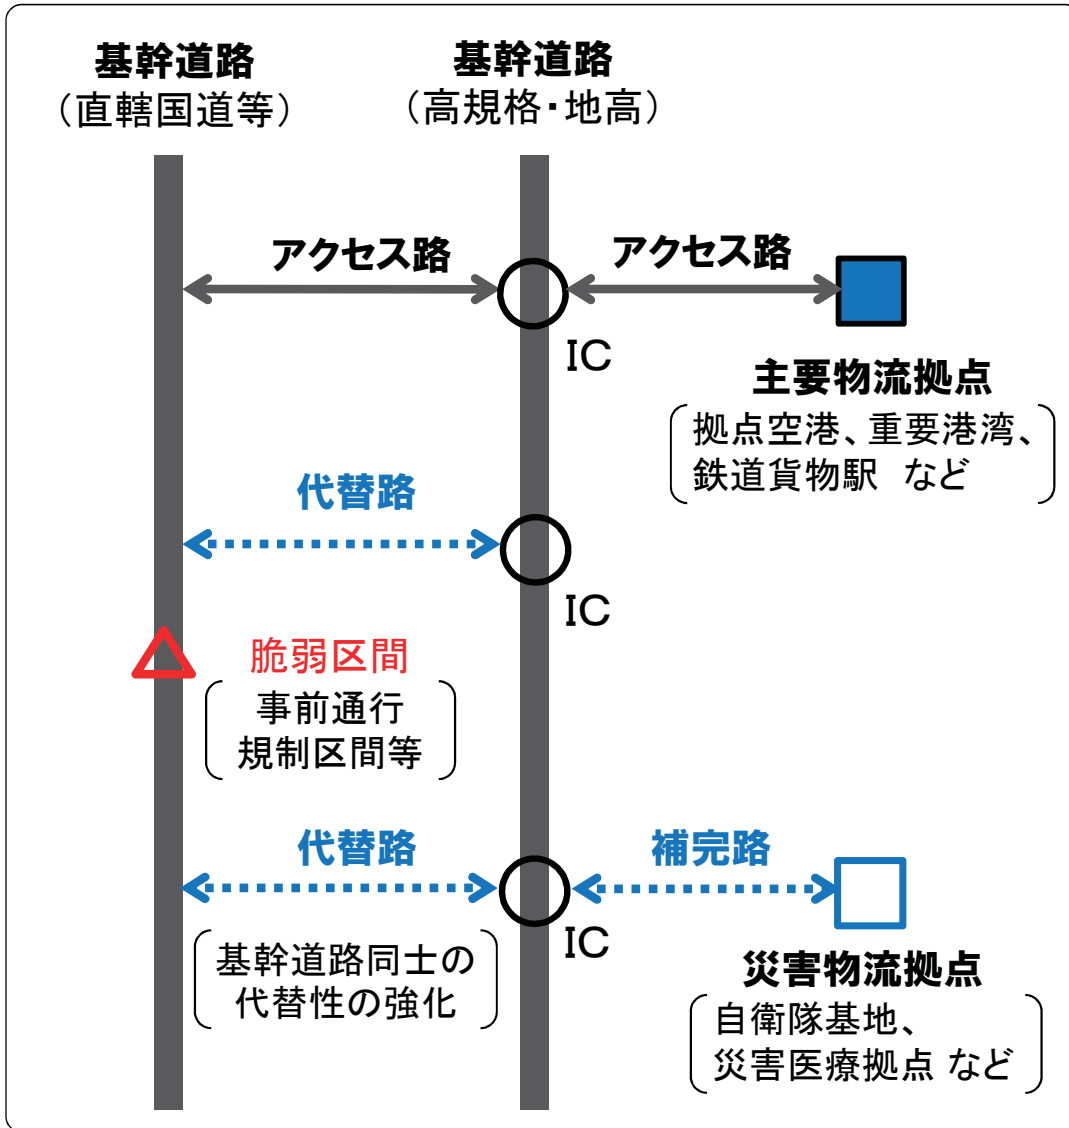 基幹道路
（直轄国道等）
基幹道路
（高規格・地高）
アクセス路
アクセス路
IC
主要物流拠点
拠点空港、重要港湾、
鉄道貨物駅 など
代替路
IC
脆弱区間
事前通行
規制区間等
代替路
補完路
IC
基幹道路同士の
代替性の強化
災害物流拠点
自衛隊基地、
災害医療拠点 など